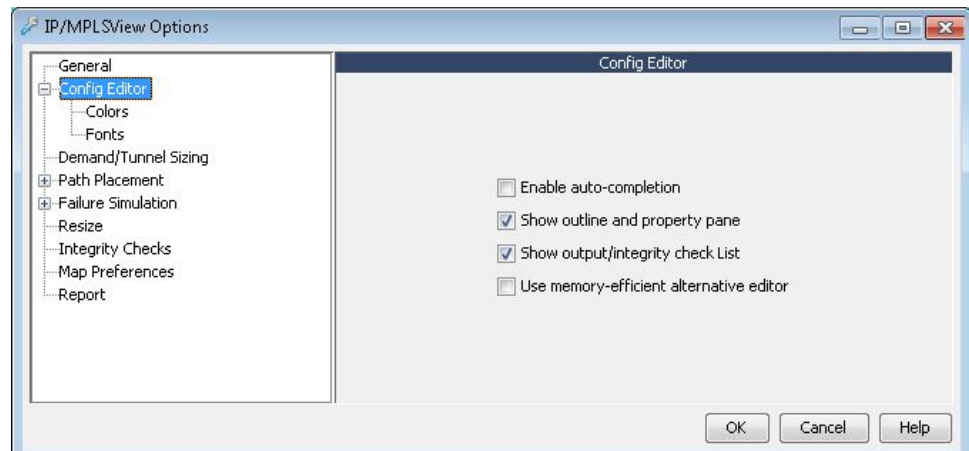 IP/MPLSView Options
General
Config Editor
Colors
Fonts
Demand/Tunnel Sizing
Path Placement
Failure Simulation
Resize
Integrity Checks
Map Preferences
Report
Config Editor
Enable auto-completion
Show outline and property pane
Show output/integrity check List
Use memory-efficient alternative editor
OK
Cancel
Help